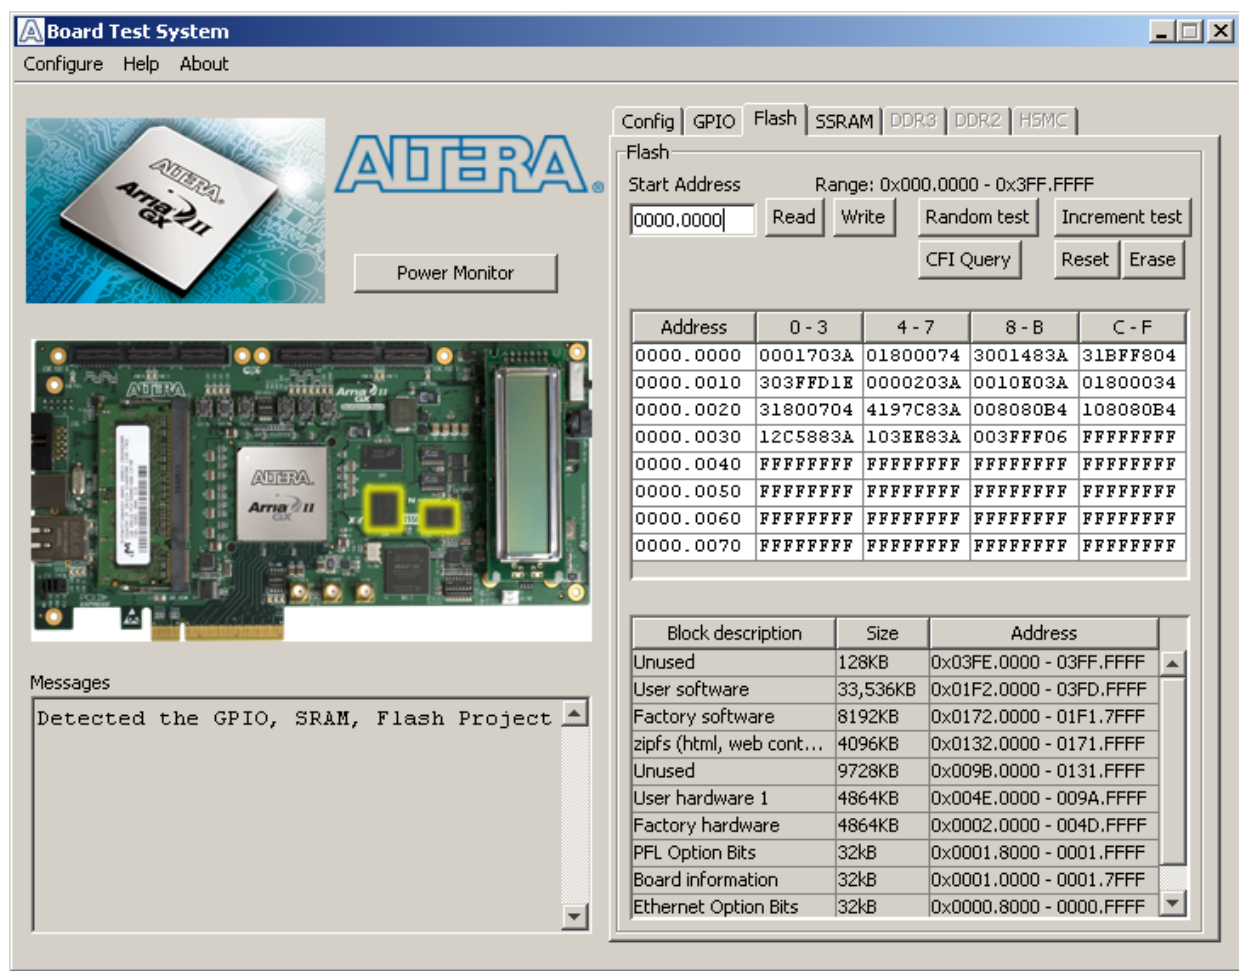 Board Test System
Configure Help About
ALTERA
Arria II
GX
ALTERA®
Power Monitor
ALTERA
Arria II
GX
ALTERA
Arria II
GX
Messages
Detected the GPIO, SRAM, Flash Project
Config GPIO Flash SSRAM DDR3 DDR2 HSMC
Flash
Start Address Range: 0x000.0000 - 0x3FF.FFFF
0000.0000 Read Write Random test Increment test
CFI Query Reset Erase
Address 0 - 3 4 - 7 8 - B C - F
0000.0000 0001703A 01800074 3001483A 31BFF804
0000.0010 303FFD1E 0000203A 0010E03A 01800034
0000.0020 31800704 4197C83A 008080B4 108080B4
0000.0030 12C5883A 103EE83A 003FFF06 FFFFFFFF
0000.0040 FFFFFFFF FFFFFFFF FFFFFFFF FFFFFFFF
0000.0050 FFFFFFFF FFFFFFFF FFFFFFFF FFFFFFFF
0000.0060 FFFFFFFF FFFFFFFF FFFFFFFF FFFFFFFF
0000.0070 FFFFFFFF FFFFFFFF FFFFFFFF FFFFFFFF
Block description Size Address
Unused 128KB 0x03FE.0000 - 03FF.FFFF
User software 33,536KB 0x01F2.0000 - 03FD.FFFF
Factory software 8192KB 0x0172.0000 - 01F1.7FFF
zipfs (html, web cont... 4096KB 0x0132.0000 - 0171.FFFF
Unused 9728KB 0x009B.0000 - 0131.FFFF
User hardware 1 4864KB 0x004E.0000 - 009A.FFFF
Factory hardware 4864KB 0x0002.0000 - 004D.FFFF
PFL Option Bits 32kB 0x0001.8000 - 0001.FFFF
Board information 32kB 0x0001.0000 - 0001.7FFF
Ethernet Option Bits 32kB 0x0000.8000 - 0000.FFFF